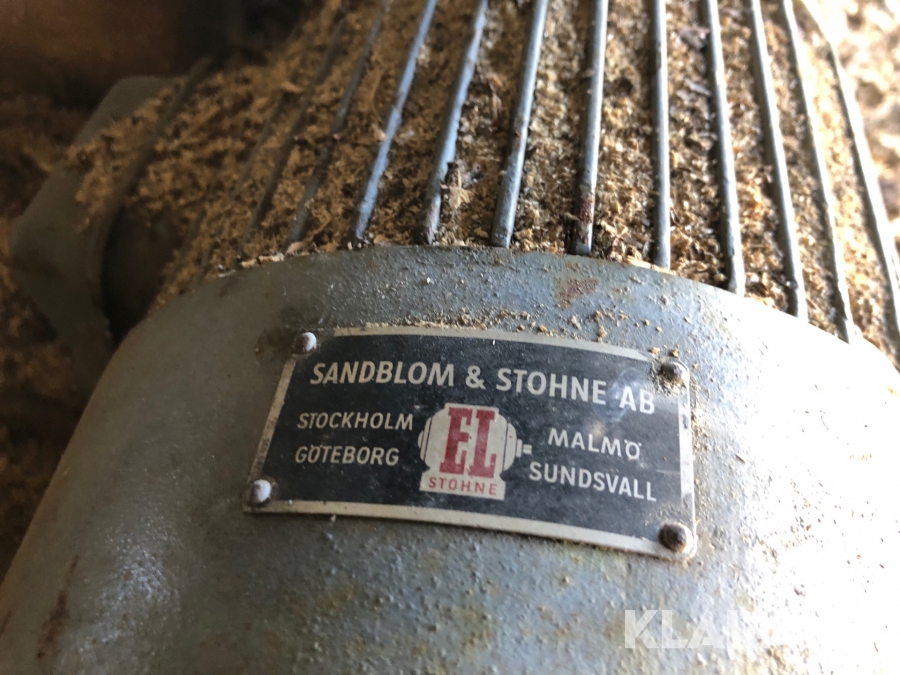 SANDBLOM & STOHNE AB
STOCKHOLM
GÖTEBORG
EL
STOHNE
MALMÖ
SUNDSVALL